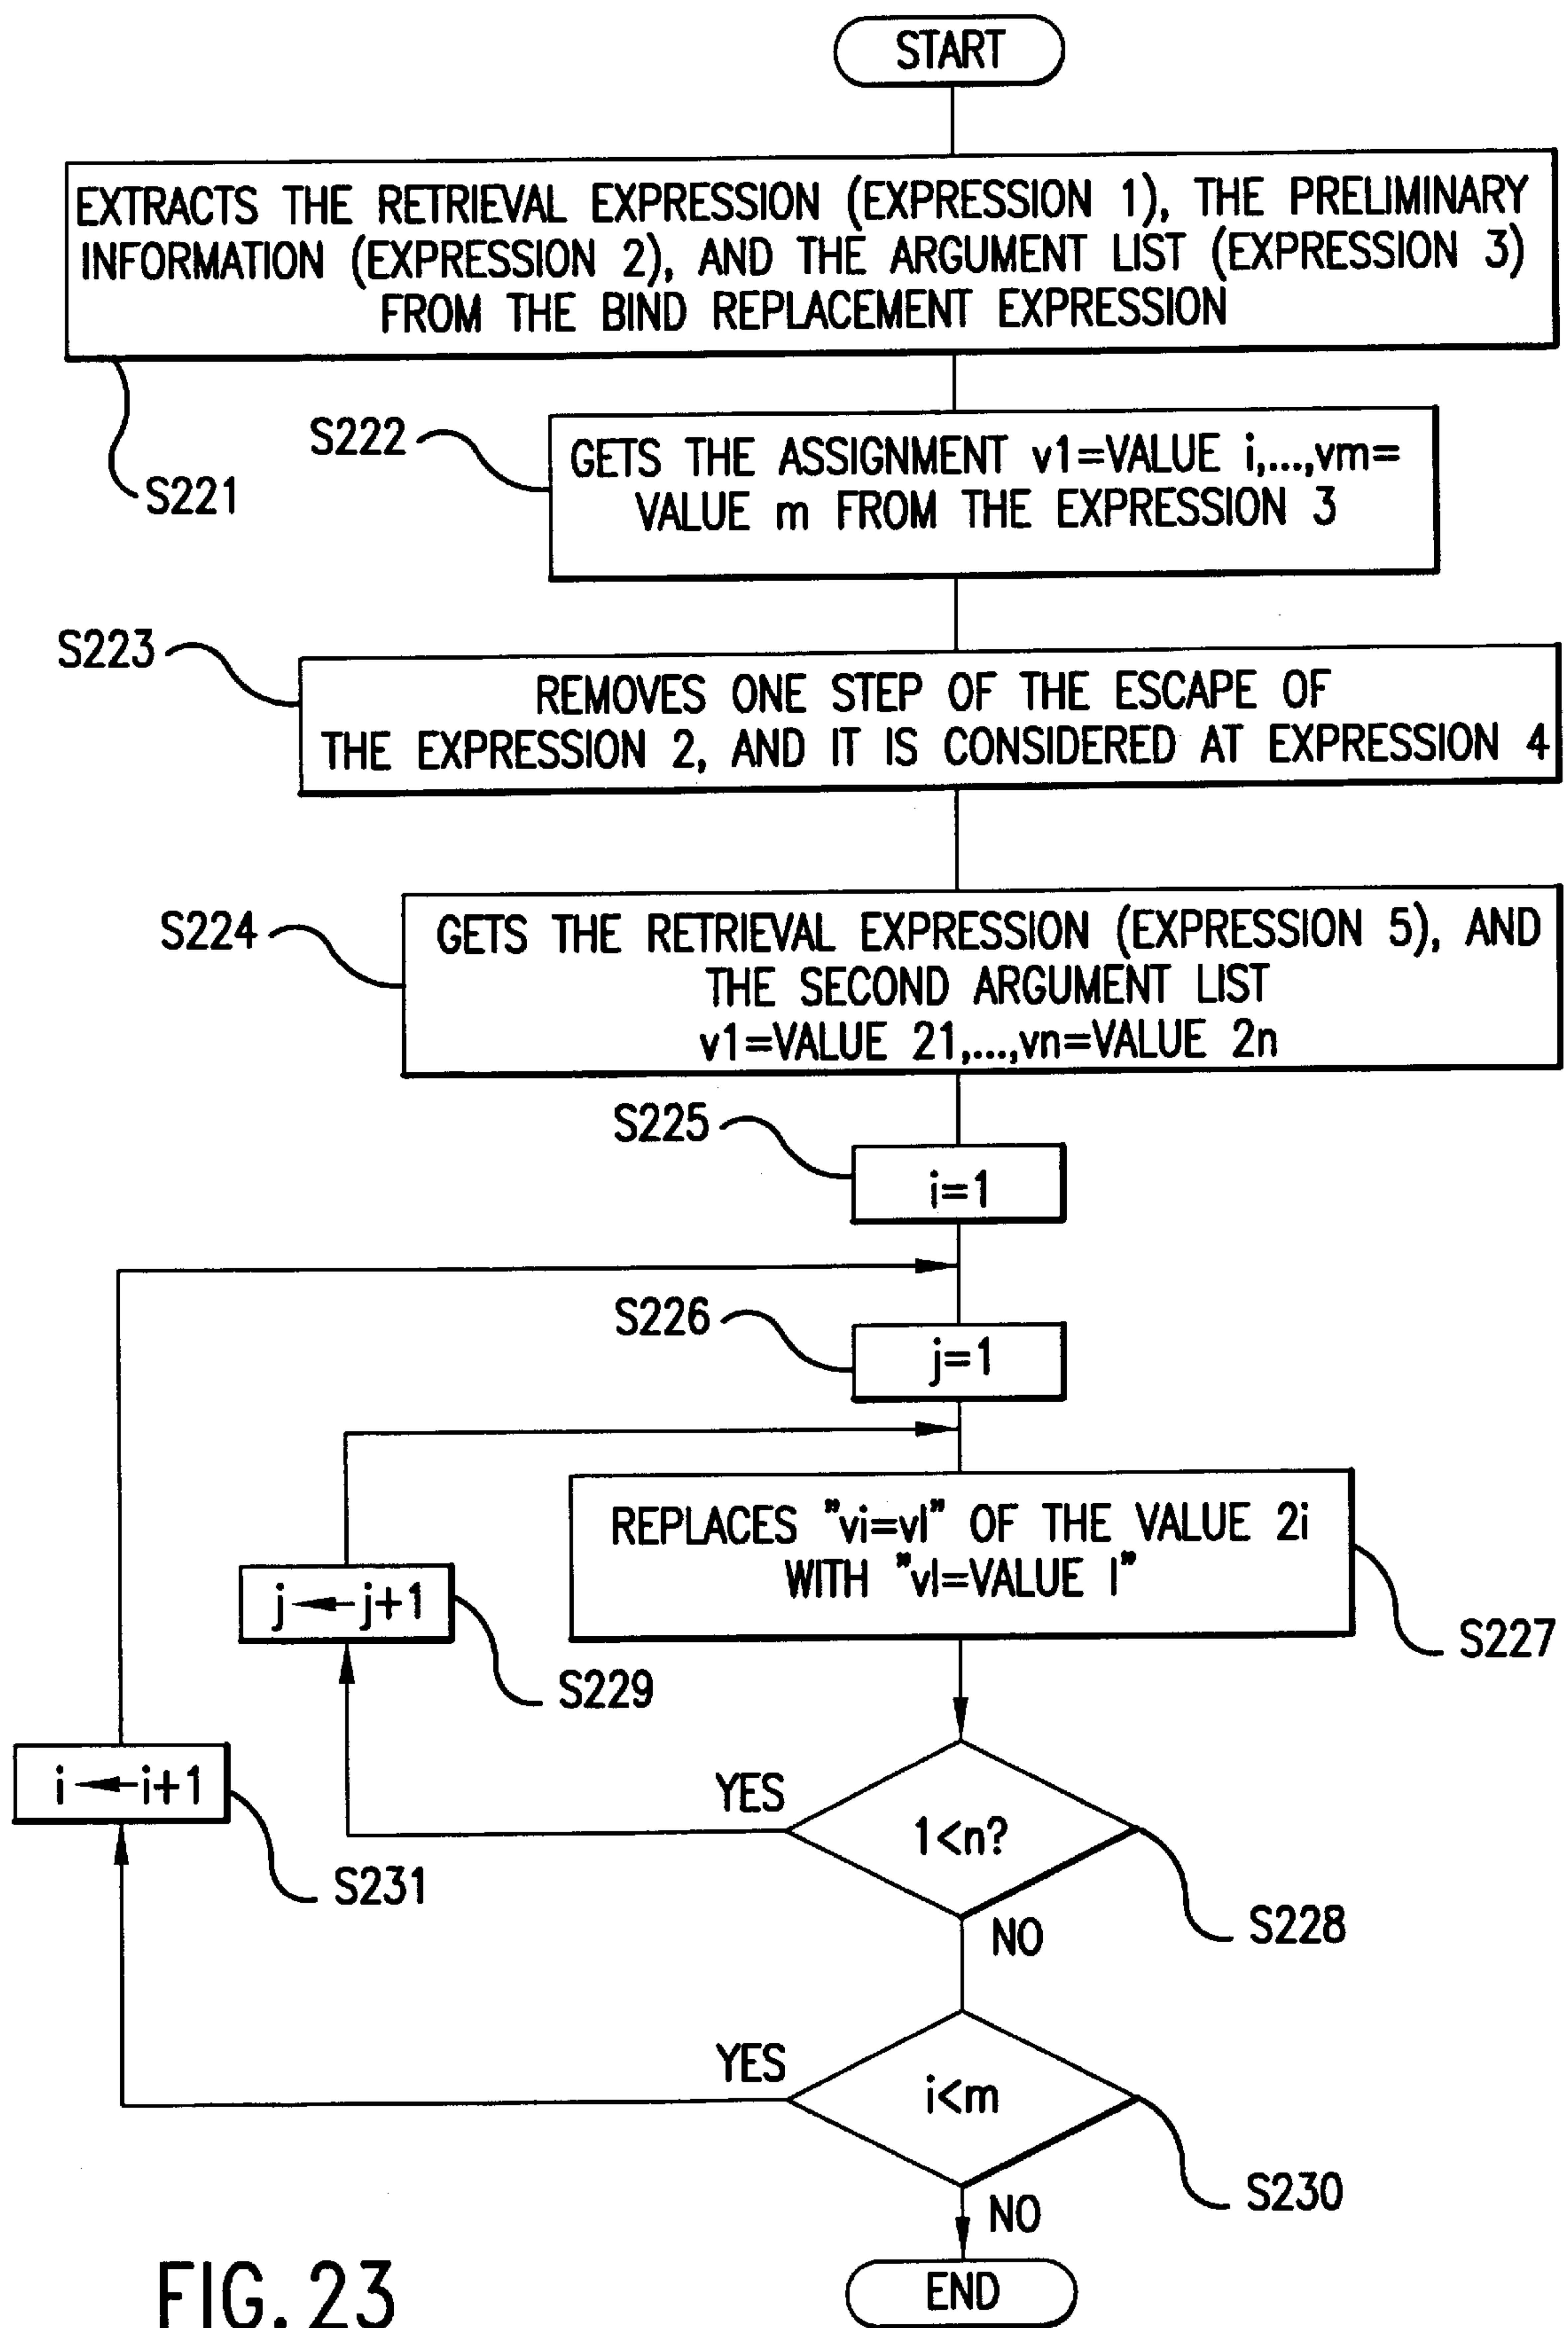 START
EXTRACTS THE RETRIEVAL EXPRESSION (EXPRESSION 1), THE PRELIMINARY
INFORMATION (EXPRESSION 2), AND THE ARGUMENT LIST (EXPRESSION 3)
FROM THE BIND REPLACEMENT EXPRESSION
S221
S222
GETS THE ASSIGNMENT v1=VALUE i,...,vm=
VALUE m FROM THE EXPRESSION 3
S223
REMOVES ONE STEP OF THE ESCAPE OF
THE EXPRESSION 2, AND IT IS CONSIDERED AT EXPRESSION 4
S224
GETS THE RETRIEVAL EXPRESSION (EXPRESSION 5), AND
THE SECOND ARGUMENT LIST
v1=VALUE 21,...,vn=VALUE 2n
S225
i=1
S226
j=1
REPLACES "vi=vl" OF THE VALUE 2i
WITH "vl=VALUE l"
S227
j←j+1
S229
i←i+1
S231
YES
1<n?
S228
NO
YES
i<m
S230
NO
END
FIG. 23